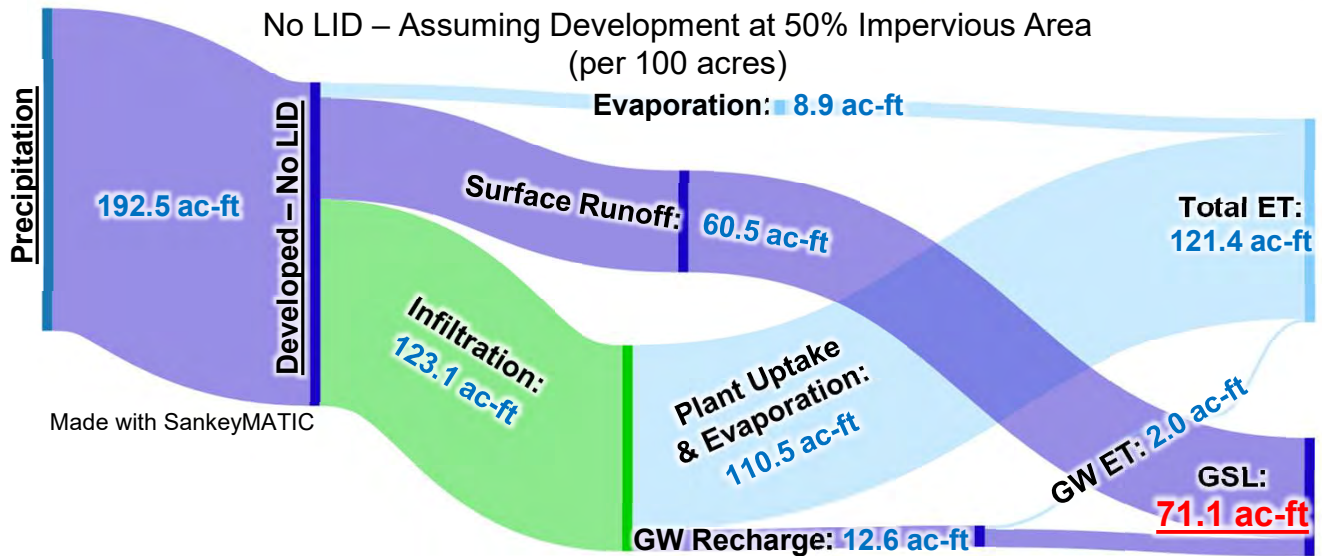 No LID – Assuming Development at 50% Impervious Area
(per 100 acres)
Evaporation: 8.9 ac-ft
Precipitation
192.5 ac-ft
Developed – No LID
Surface Runoff: 60.5 ac-ft
Total ET:
121.4 ac-ft
Infiltration:
123.1 ac-ft
Plant Uptake
& Evaporation:
110.5 ac-ft
GW ET: 2.0 ac-ft
Made with SankeyMATIC
GSL:
71.1 ac-ft
GW Recharge: 12.6 ac-ft